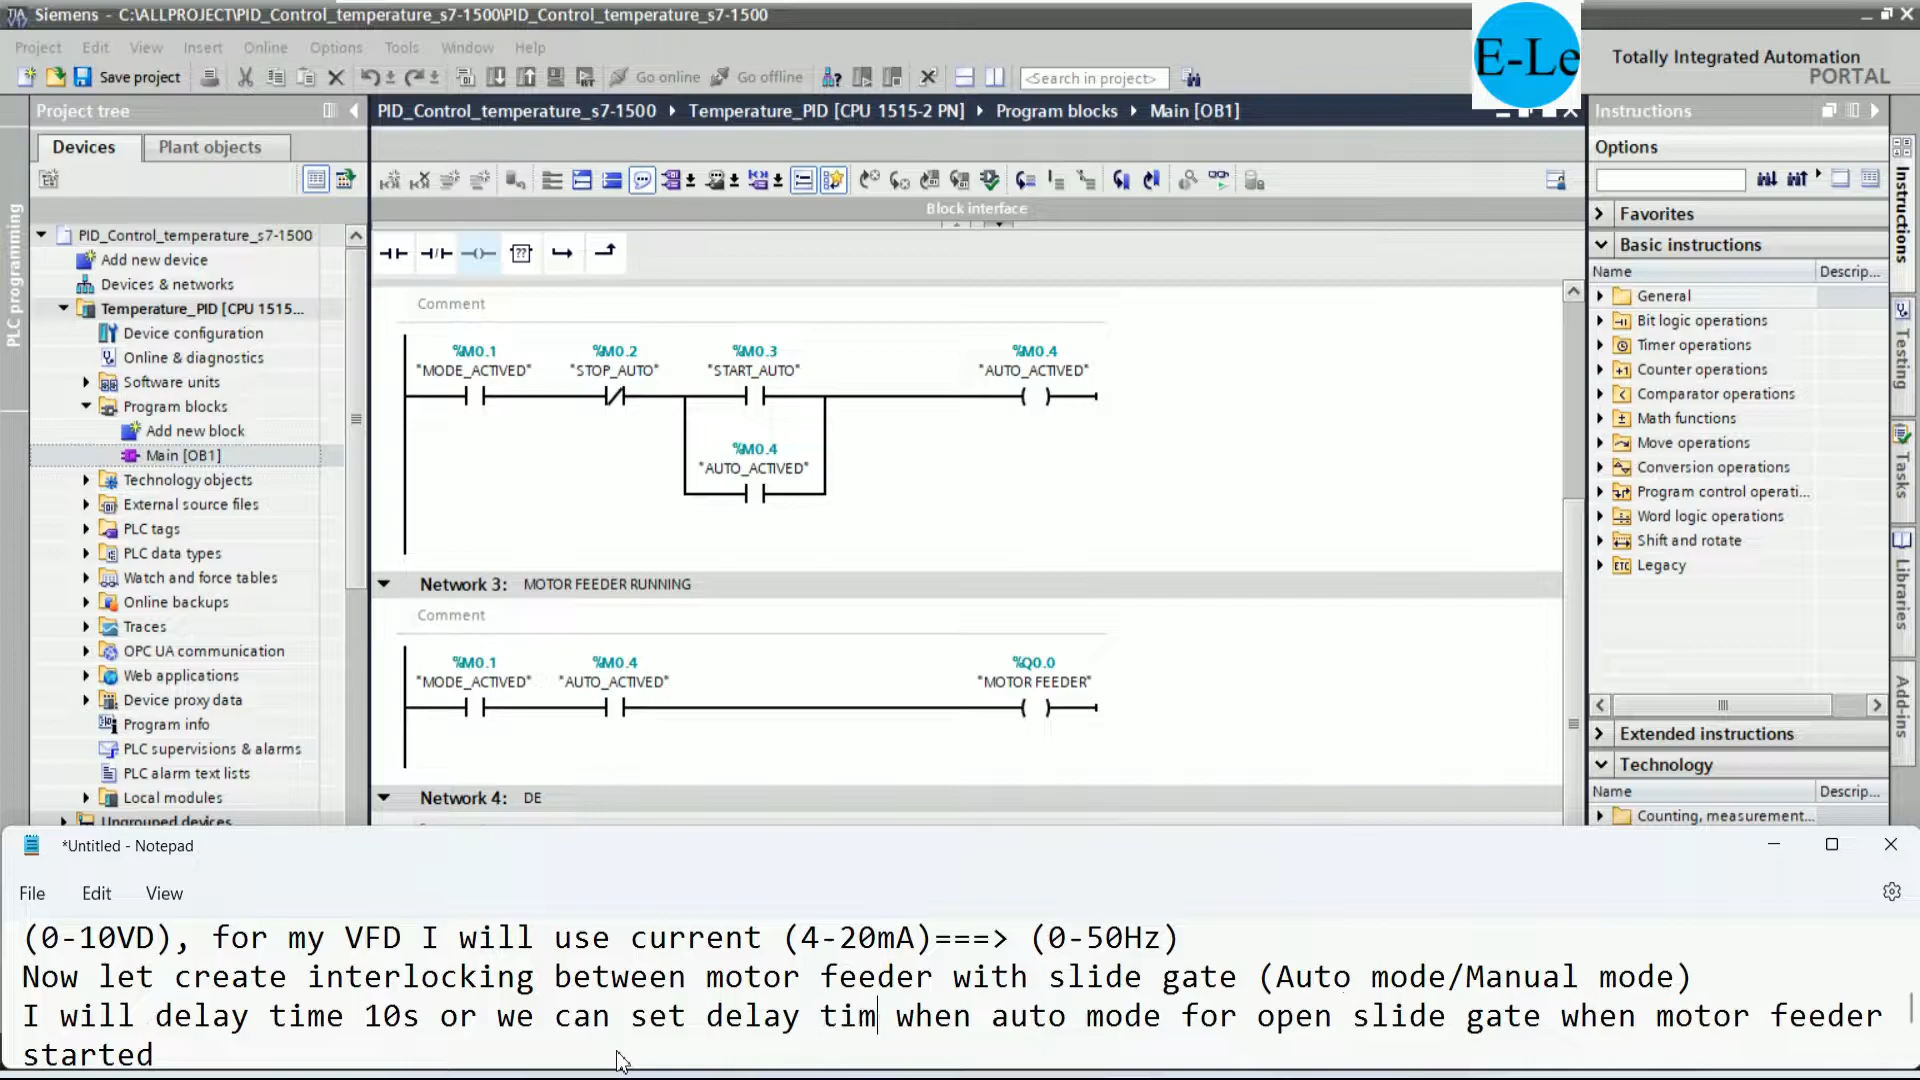 Siemens - C:\ALLPROJECT\PID_Control_temperature_s7-1500\PID_Control_temperature_s7-1500
Project Edit View Insert Online Options Tools Window Help
E-Le
Totally Integrated Automation
PORTAL
Save project
Go online
Go offline
<Search in project>
Project tree
PID_Control_temperature_s7-1500 Temperature_PID [CPU 1515-2 PN] Program blocks Main [OB1]
Instructions
Devices
Plant objects
Options
Block interface
PLC programming
PID_Control_temperature_s7-1500
Add new device
Devices & networks
Temperature_PID [CPU 1515...
Device configuration
Online & diagnostics
Software units
Program blocks
Add new block
Main [OB1]
Technology objects
External source files
PLC tags
PLC data types
Watch and force tables
Online backups
Traces
OPC UA communication
Web applications
Device proxy data
Program info
PLC supervisions & alarms
PLC alarm text lists
Local modules
Ungrouped devices
Comment
%M0.1 %M0.2 %M0.3 %M0.4
"MODE_ACTIVED" "STOP_AUTO" "START_AUTO" "AUTO_ACTIVED"
%M0.4
"AUTO_ACTIVED"
Network 3: MOTOR FEEDER RUNNING
Comment
%M0.1 %M0.4 %Q0.0
"MODE_ACTIVED" "AUTO_ACTIVED" "MOTOR FEEDER"
Network 4: DE
Favorites
Basic instructions
Name Descrip...
General
Bit logic operations
Timer operations
Counter operations
Comparator operations
Math functions
Move operations
Conversion operations
Program control operati...
Word logic operations
Shift and rotate
Legacy
Extended instructions
Technology
Name Descrip...
Counting, measurement...
Instructions
Testing
Tasks
Libraries
Add-ins
*Untitled - Notepad
File Edit View
(0-10VD), for my VFD I will use current (4-20mA)===> (0-50Hz)
Now let create interlocking between motor feeder with slide gate (Auto mode/Manual mode)
I will delay time 10s or we can set delay tim when auto mode for open slide gate when motor feeder
started